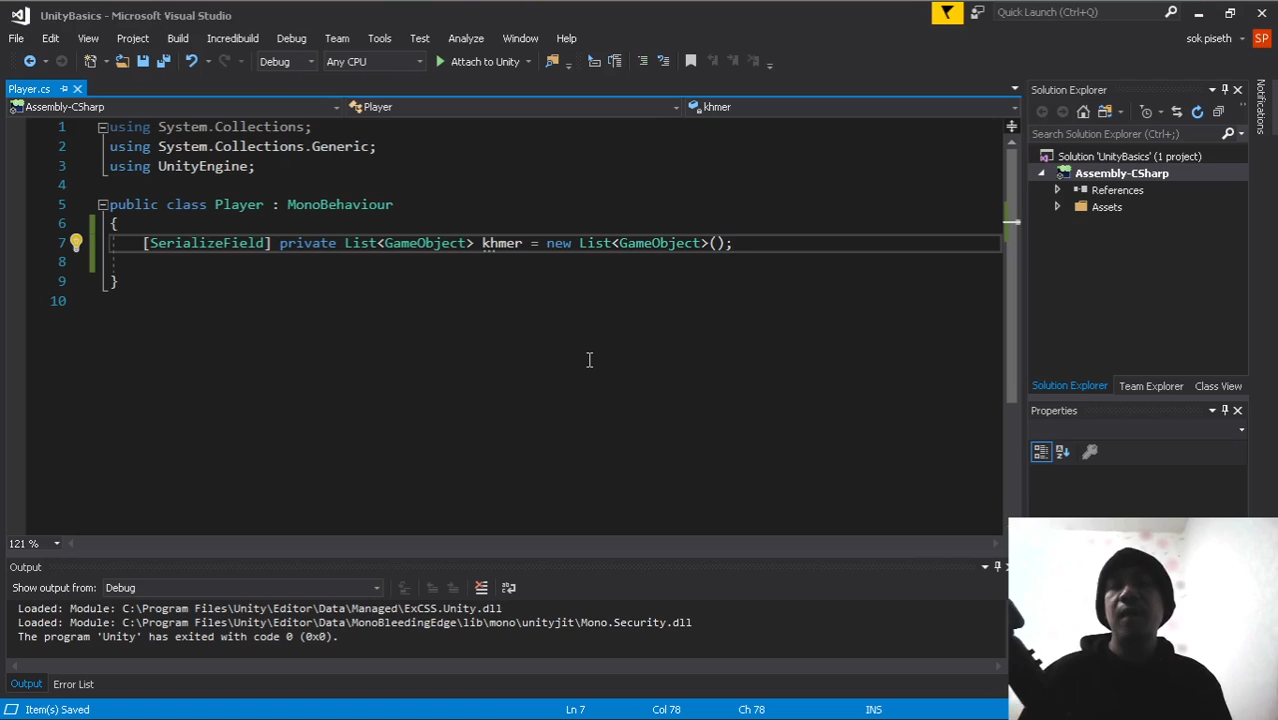 UnityBasics - Microsoft Visual Studio
Quick Launch (Ctrl+Q)
File Edit View Project Build Incredibuild Debug Team Tools Test Analyze Window Help
sok piseth SP
Debug Any CPU Attach to Unity
Player.cs
Assembly-CSharp Player khmer
1 using System.Collections;
2 using System.Collections.Generic;
3 using UnityEngine;
4
5 public class Player : MonoBehaviour
6 {
7 [SerializeField] private List<GameObject> khmer = new List<GameObject>();
8
9 }
10
121 %
Output
Show output from: Debug
Loaded: Module: C:\Program Files\Unity\Editor\Data\Managed\ExCSS.Unity.dll
Loaded: Module: C:\Program Files\Unity\Editor\Data\MonoBleedingEdge\lib\mono\unityjit\Mono.Security.dll
The program 'Unity' has exited with code 0 (0x0).
Output Error List
Item(s) Saved Ln 7 Col 78 Ch 78 INS
Solution Explorer
Search Solution Explorer (Ctrl+;)
Solution 'UnityBasics' (1 project)
Assembly-CSharp
References
Assets
Solution Explorer Team Explorer Class View
Properties
Notifications